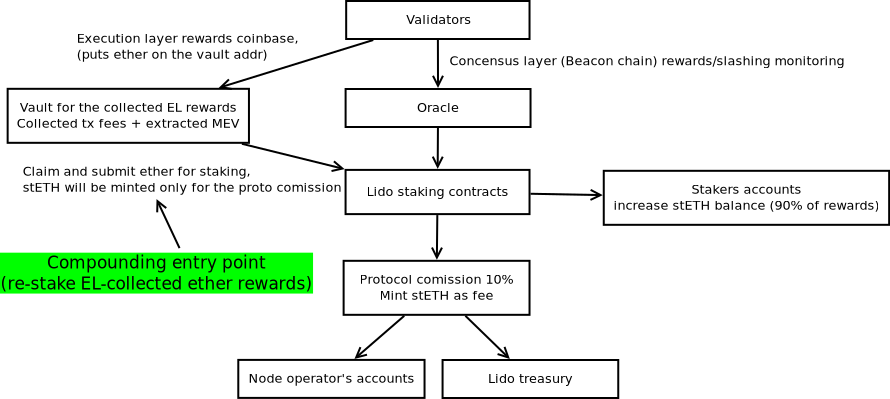 Validators
Execution layer rewards coinbase,
(puts ether on the vault addr)
Concensus layer (Beacon chain) rewards/slashing monitoring
Vault for the collected EL rewards
Collected tx fees + extracted MEV
Oracle
Claim and submit ether for staking,
stETH will be minted only for the proto comission
Lido staking contracts
Stakers accounts
increase stETH balance (90% of rewards)
Compounding entry point
(re-stake EL-collected ether rewards)
Protocol comission 10%
Mint stETH as fee
Node operator's accounts
Lido treasury